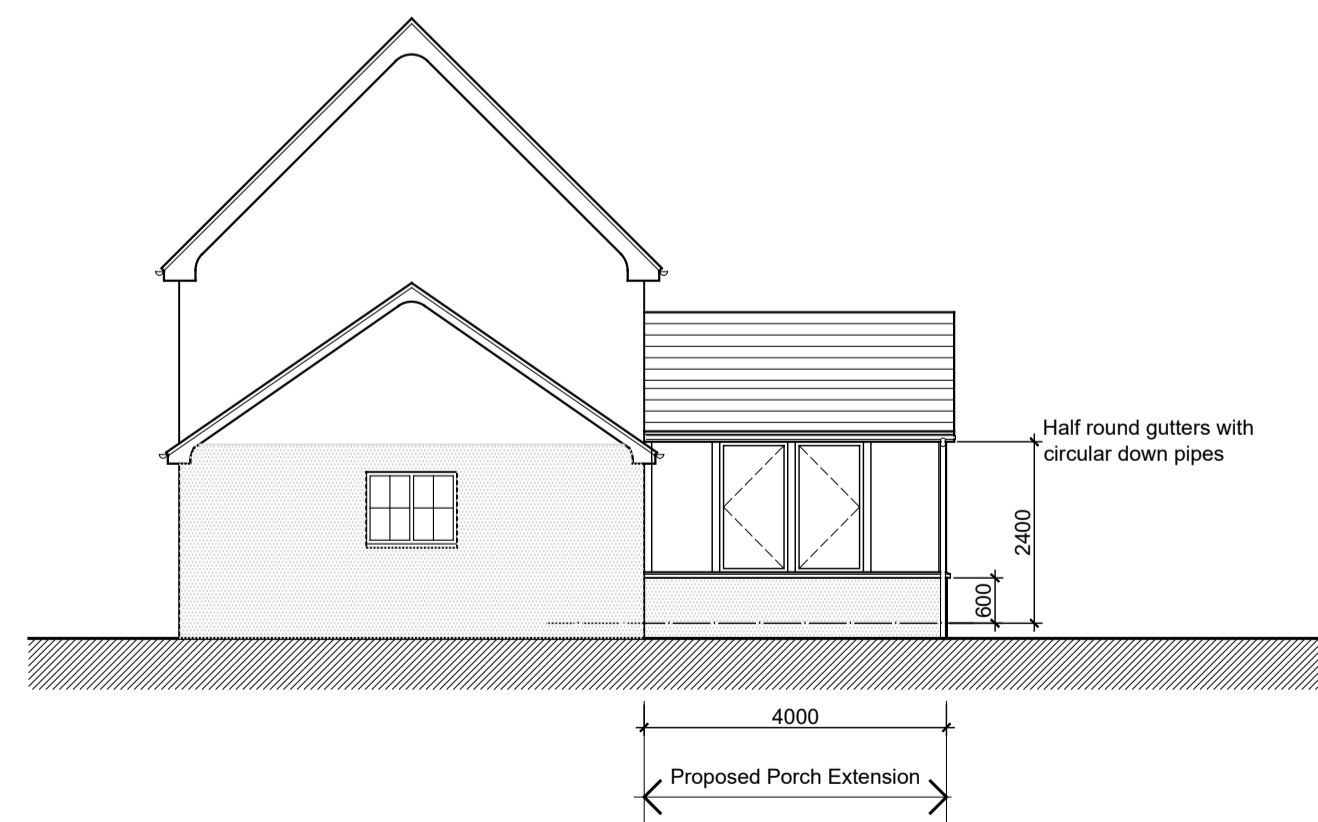 Half round gutters with
circular down pipes
2400
600
4000
Proposed Porch Extension